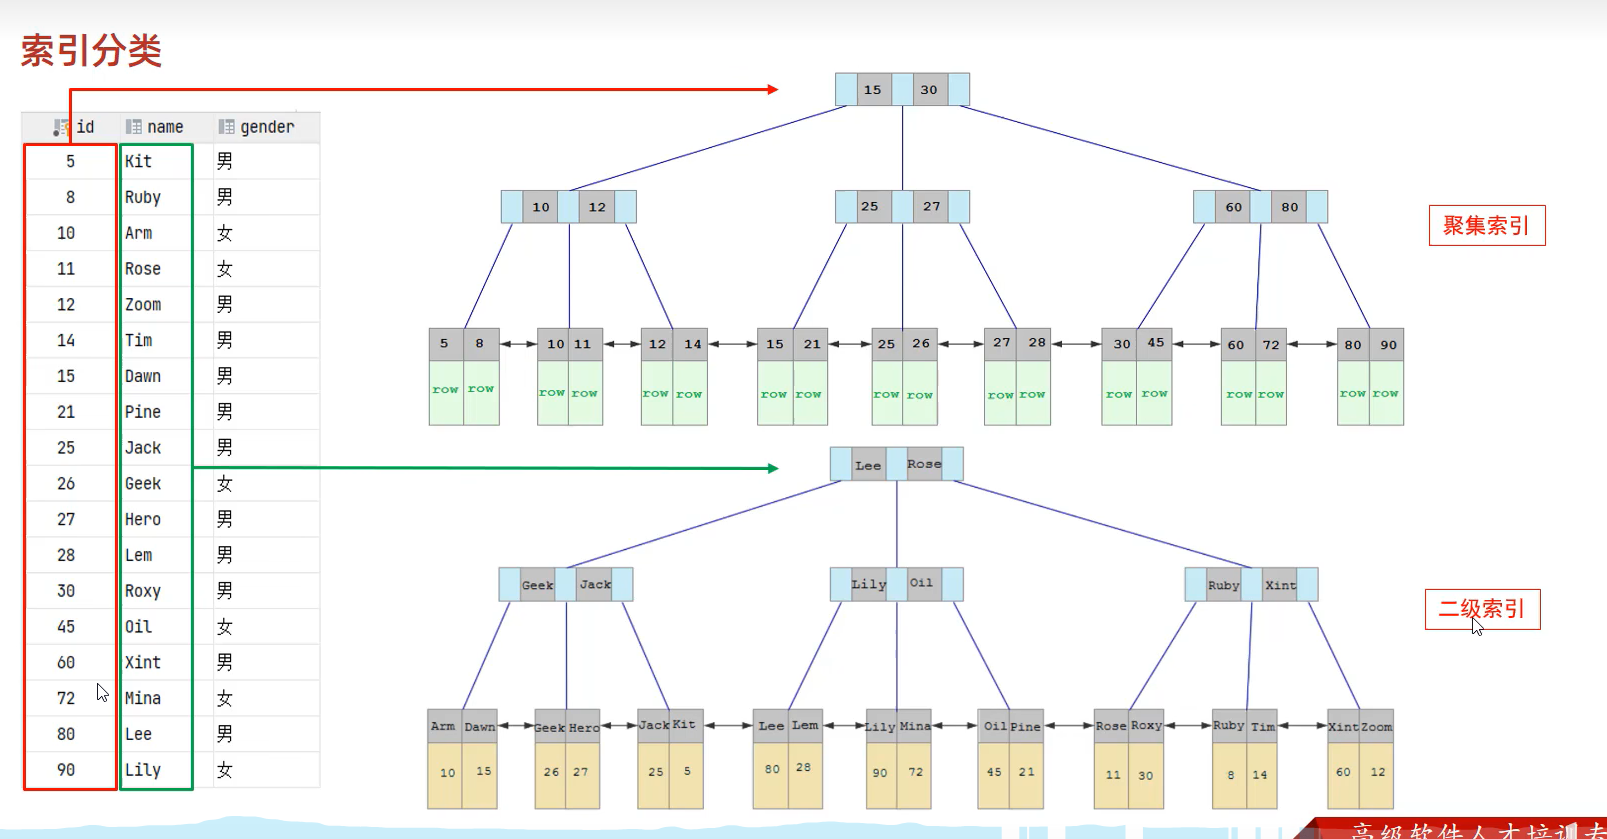 索引分类
id name gender
5 Kit 男
8 Ruby 男
10 Arm 女
11 Rose 女
12 Zoom 男
14 Tim 男
15 Dawn 男
21 Pine 男
25 Jack 男
26 Geek 女
27 Hero 男
28 Lem 男
30 Roxy 男
45 Oil 女
60 Xint 男
72 Mina 女
80 Lee 男
90 Lily 女
15 30
10 12 25 27 60 80
聚集索引
5 8 10 11 12 14 15 21 25 26 27 28 30 45 60 72 80 90
row row row row row row row row row row row row row row row row row row
Lee Rose
Geek Jack Lily Oil Ruby Xint
二级索引
Arm Dawn Geek Hero Jack Kit Lee Lem Lily Mina Oil Pine Rose Roxy Ruby Tim Xint Zoom
10 15 26 27 25 5 80 28 90 72 45 21 11 30 8 14 60 12
高级软件人才培训专